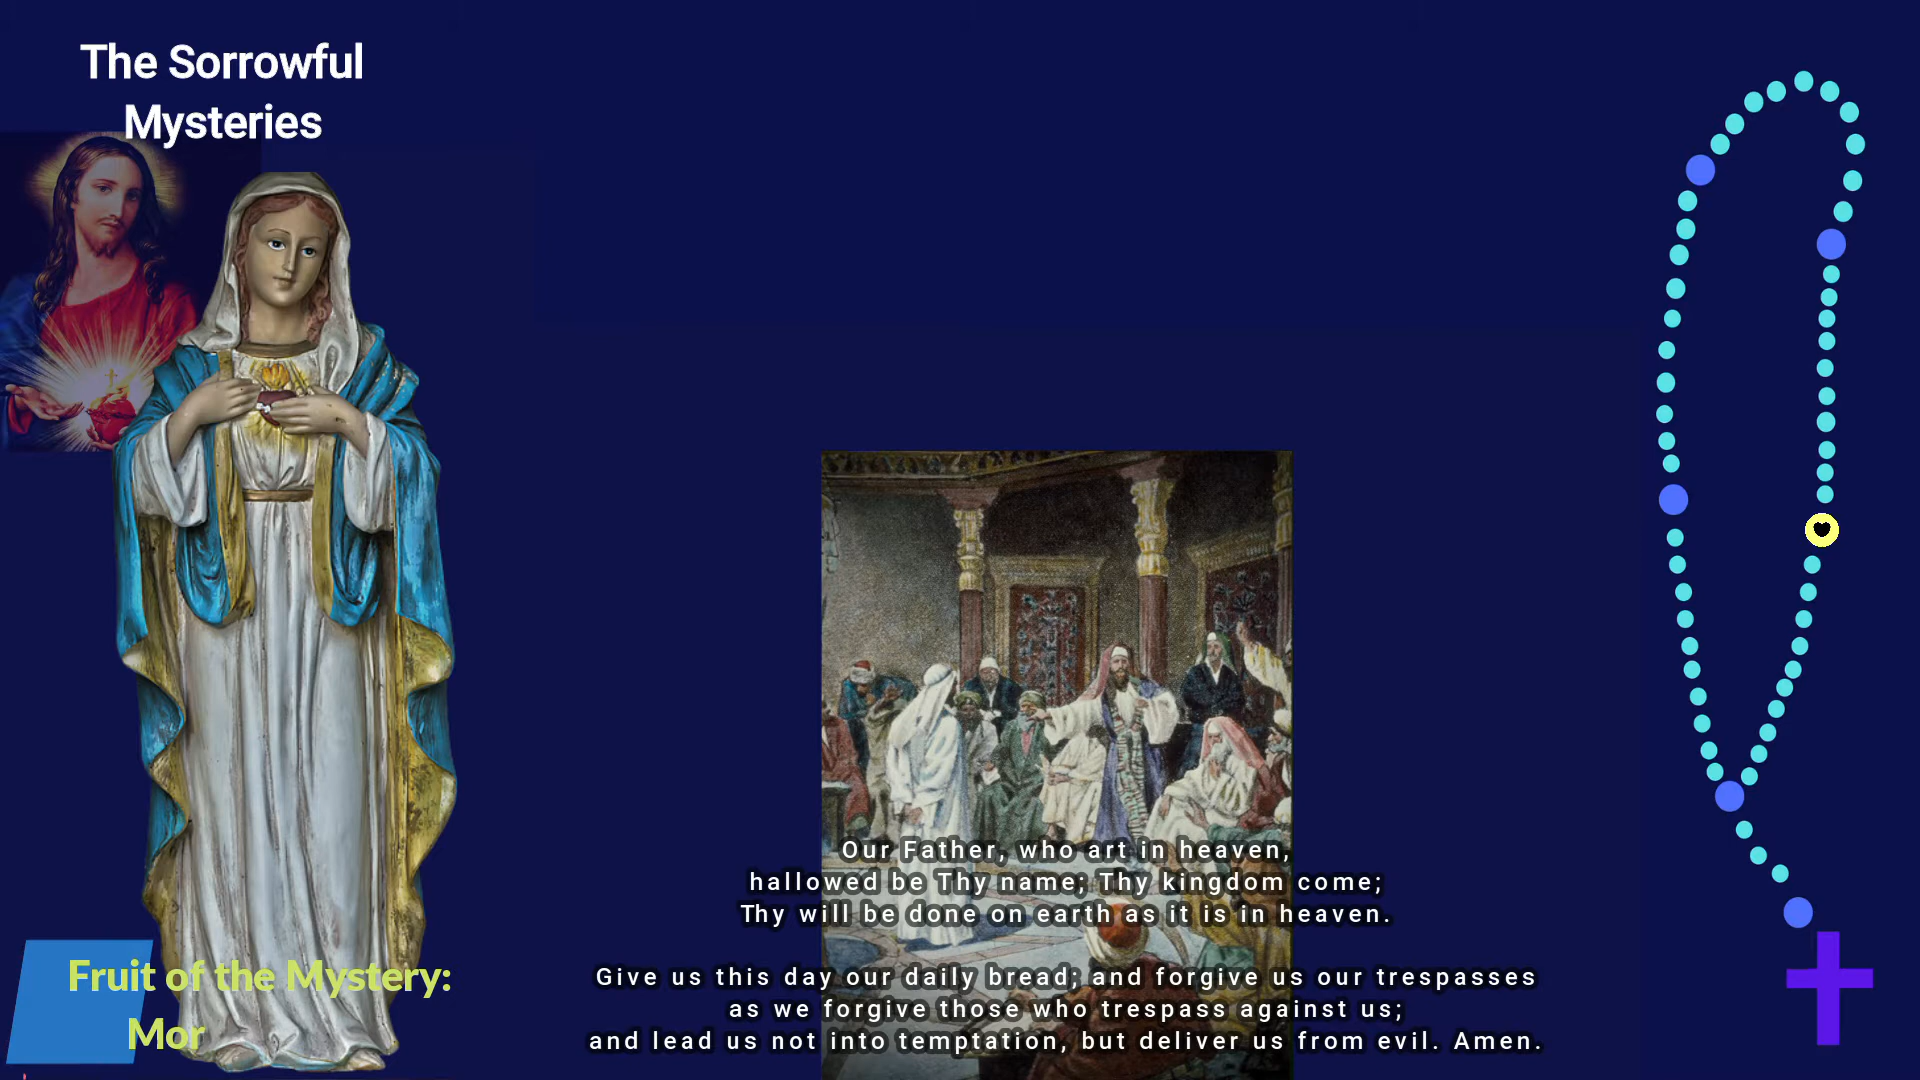 The Sorrowful
Mysteries
Our Father, who art in heaven,
hallowed be Thy name; Thy kingdom come;
Thy will be done on earth as it is in heaven.
Give us this day our daily bread; and forgive us our trespasses
as we forgive those who trespass against us;
and lead us not into temptation, but deliver us from evil. Amen.
Fruit of the Mystery:
Mor